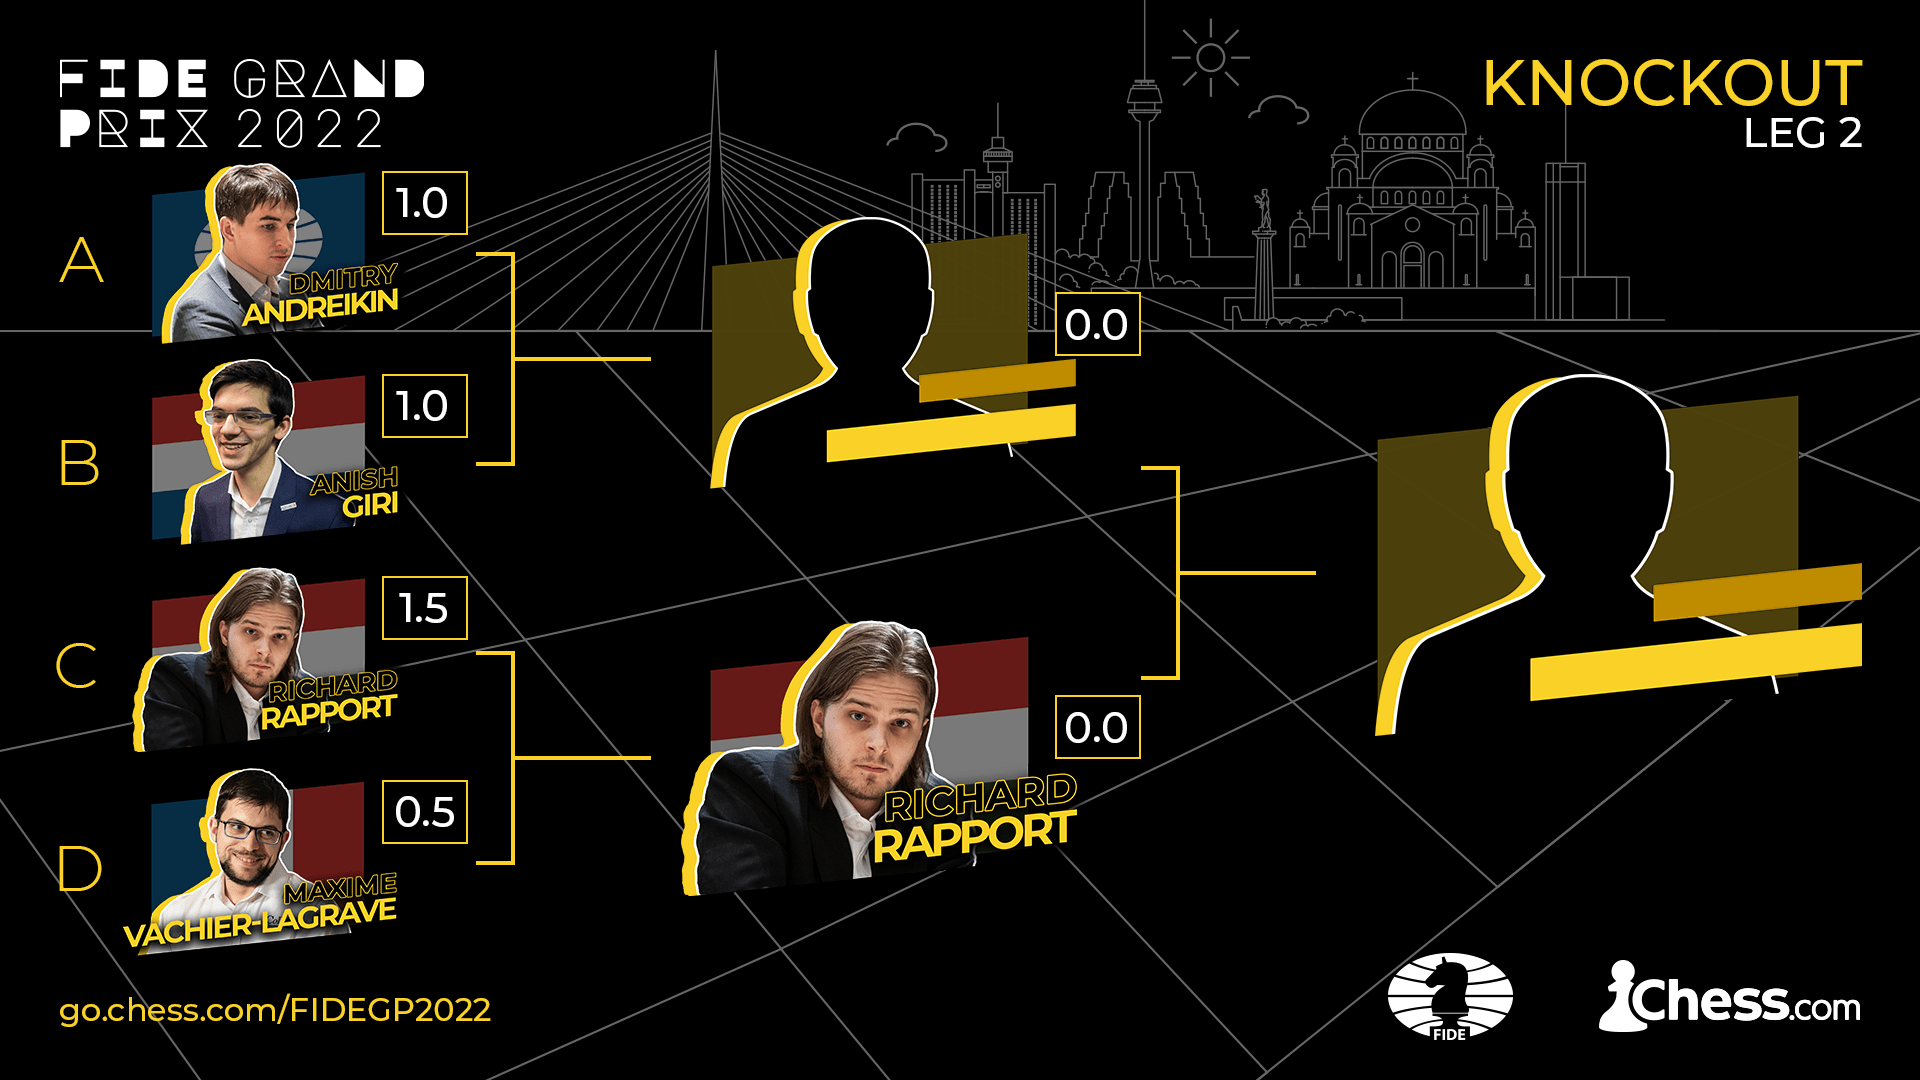 FIDE GRAND
PRIX 2022
KNOCKOUT
LEG 2
A
1.0
DMITRY
ANDREIKIN
B
1.0
ANISH
GIRI
C
1.5
RICHARD
RAPPORT
D
0.5
MAXIME
VACHIER-LAGRAVE
0.0
0.0
RICHARD
RAPPORT
go.chess.com/FIDEGP2022
FIDE
Chess.com